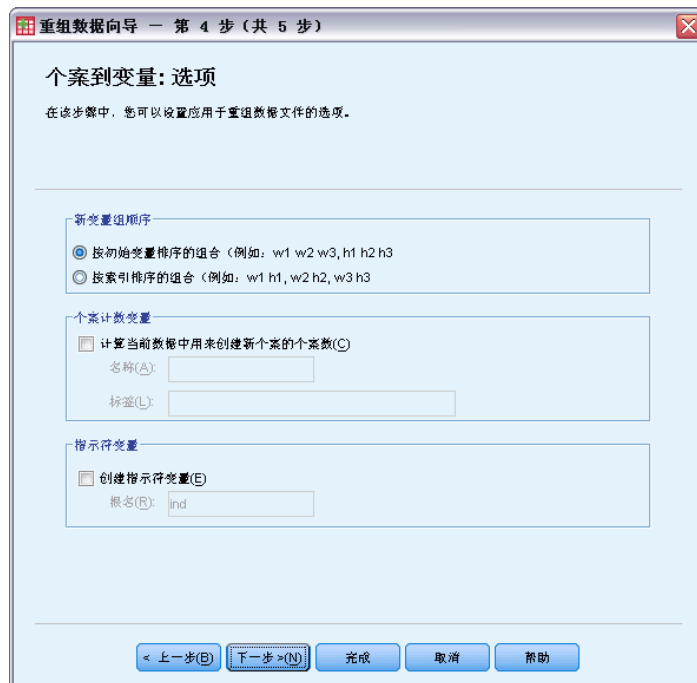 重组数据向导 － 第 4 步（共 5 步）
个案到变量: 选项
在该步骤中，您可以设置应用于重组数据文件的选项。
新变量组顺序
按初始变量排序的组合（例如：w1 w2 w3, h1 h2 h3
按索引排序的组合（例如：w1 h1, w2 h2, w3 h3
个案计数变量
计算当前数据中用来创建新个案的个案数(C)
名称(A):
标签(L):
指示符变量
创建指示符变量(E)
根名(R): ind
< 上一步(B) 下一步 >(N) 完成 取消 帮助